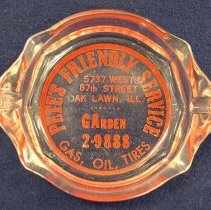 PETE'S FRIENDLY SERVICE
5737 WEST
87th STREET
OAK LAWN, ILL.
GArden
2-9888
GAS, OIL, TIRES